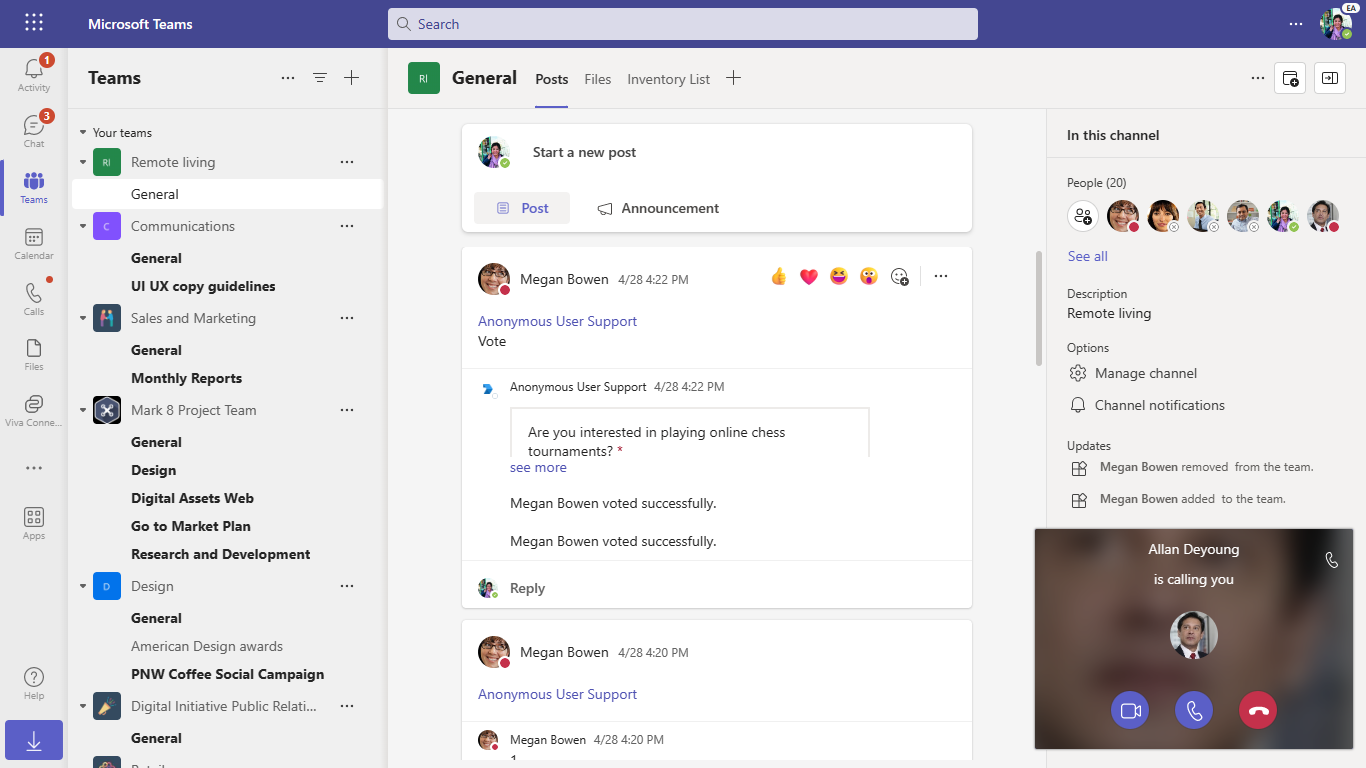 Microsoft Teams
Search
EA
1
Activity
3
Chat
Teams
Calendar
Calls
Files
Viva Conne...
Apps
Help
Teams
Your teams
RI
Remote living
General
C
Communications
General
UI UX copy guidelines
Sales and Marketing
General
Monthly Reports
Mark 8 Project Team
General
Design
Digital Assets Web
Go to Market Plan
Research and Development
D
Design
General
American Design awards
PNW Coffee Social Campaign
Digital Initiative Public Relati...
General
RI
General
Posts
Files
Inventory List
Start a new post
Post
Announcement
Megan Bowen 4/28 4:22 PM
Anonymous User Support
Vote
Anonymous User Support 4/28 4:22 PM
Are you interested in playing online chess
tournaments? *
see more
Megan Bowen voted successfully.
Megan Bowen voted successfully.
Reply
Megan Bowen 4/28 4:20 PM
Anonymous User Support
Megan Bowen 4/28 4:20 PM
In this channel
People (20)
See all
Description
Remote living
Options
Manage channel
Channel notifications
Updates
Megan Bowen removed from the team.
Megan Bowen added to the team.
Allan Deyoung
is calling you